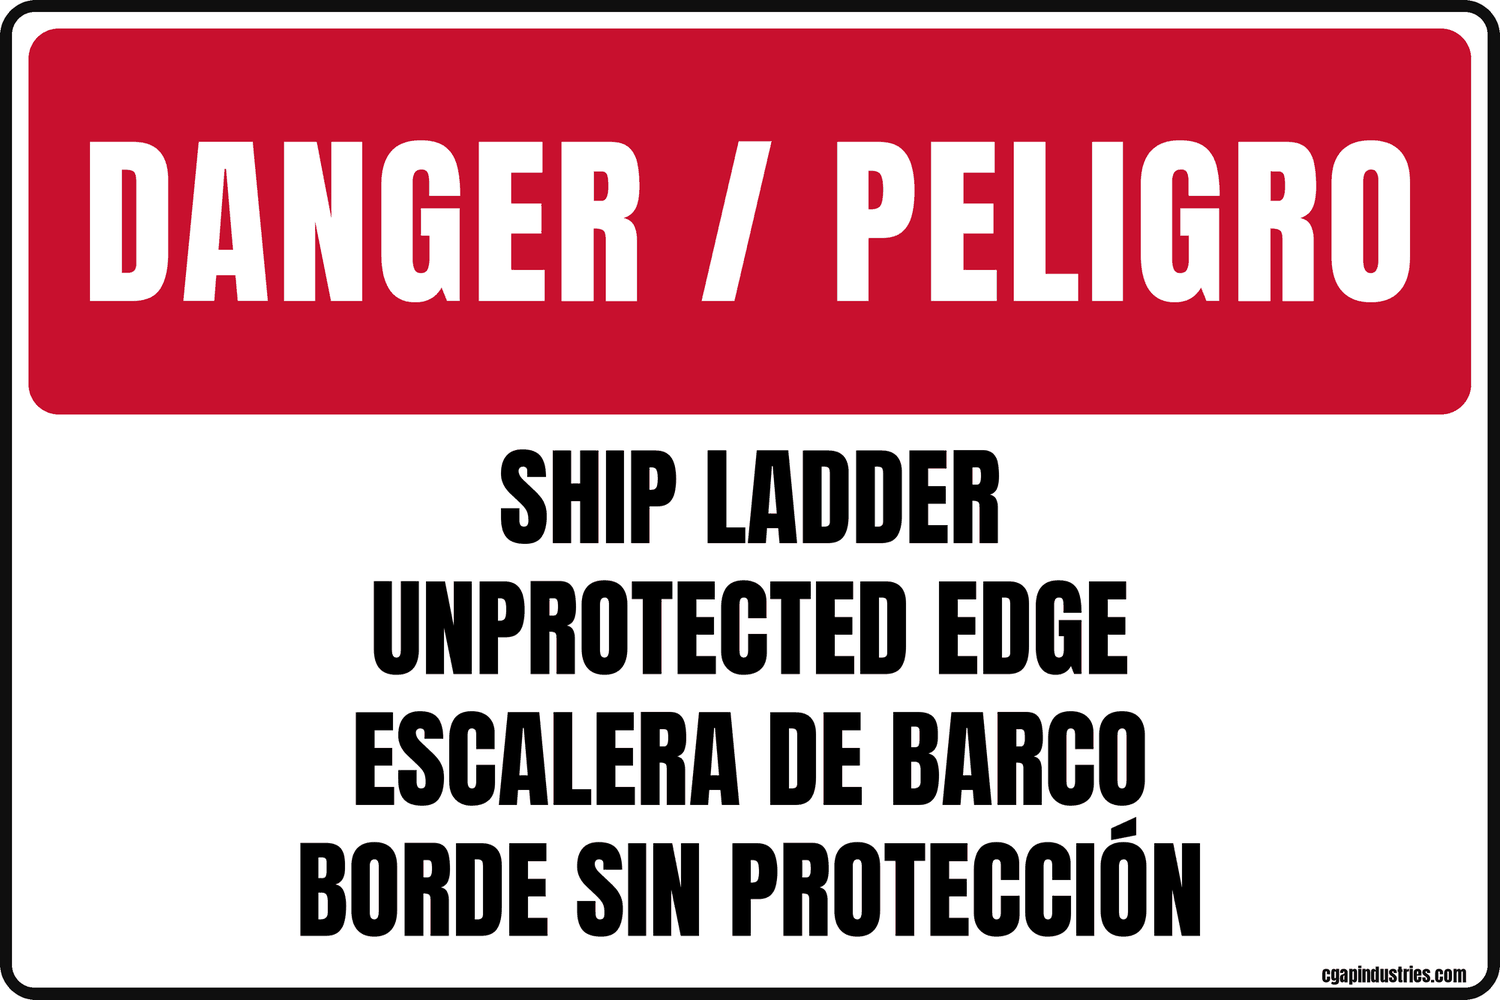 DANGER / PELIGRO
SHIP LADDER
UNPROTECTED EDGE
ESCALERA DE BARCO
BORDE SIN PROTECCIÓN
cgapindustries.com